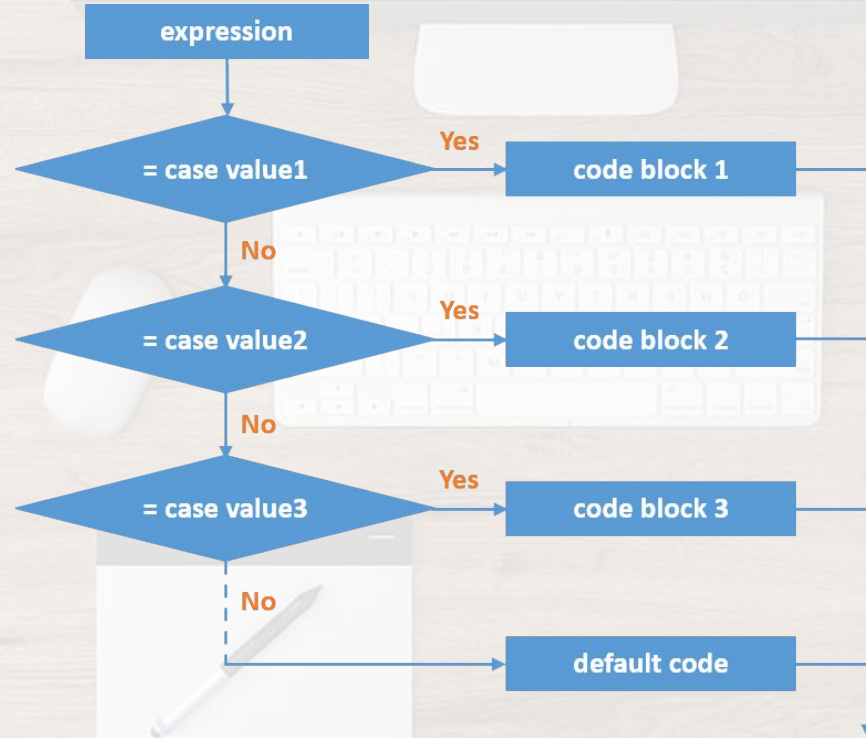 expression
= case value1
Yes
code block 1
No
= case value2
Yes
code block 2
No
= case value3
Yes
code block 3
No
default code